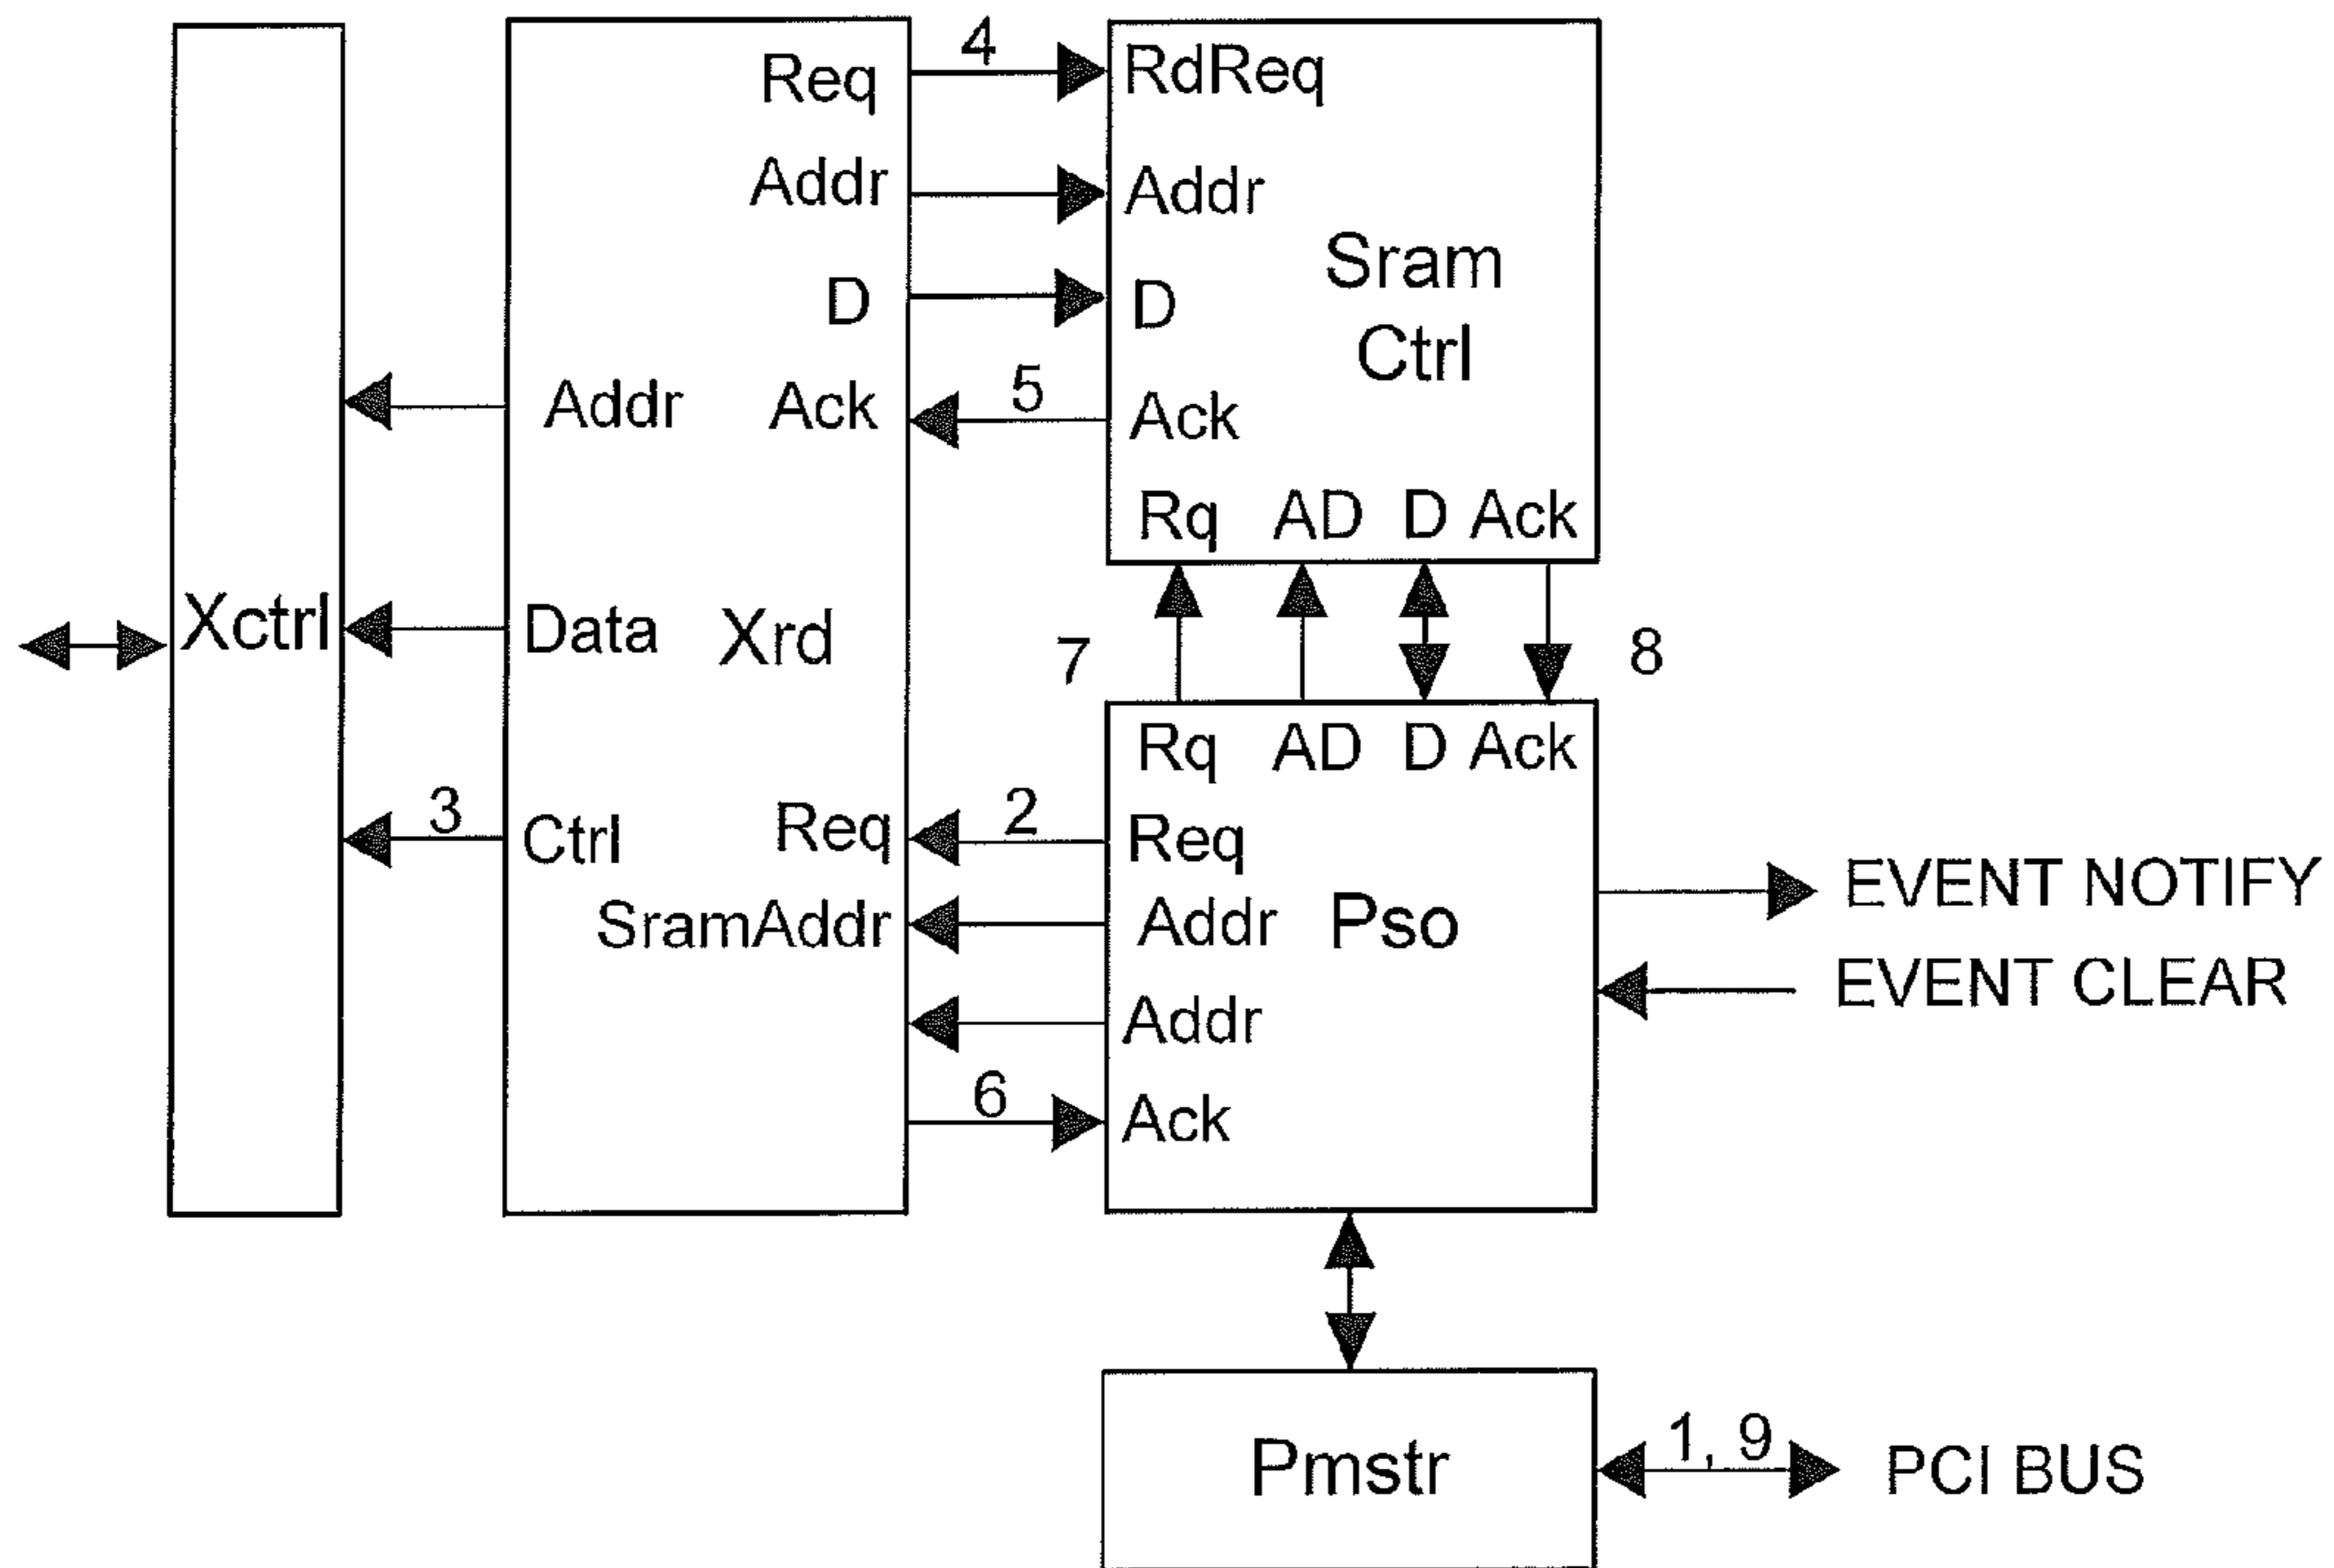 4
Req
RdReq
Addr
Addr
Sram
Ctrl
D
D
5
Addr
Ack
Ack
Rq AD D Ack
Xctrl
Data
Xrd
7
8
Rq AD D Ack
3
Ctrl
Req
2
Req
EVENT NOTIFY
SramAddr
Addr
Pso
EVENT CLEAR
Addr
6
Ack
Pmstr
1, 9
PCI BUS